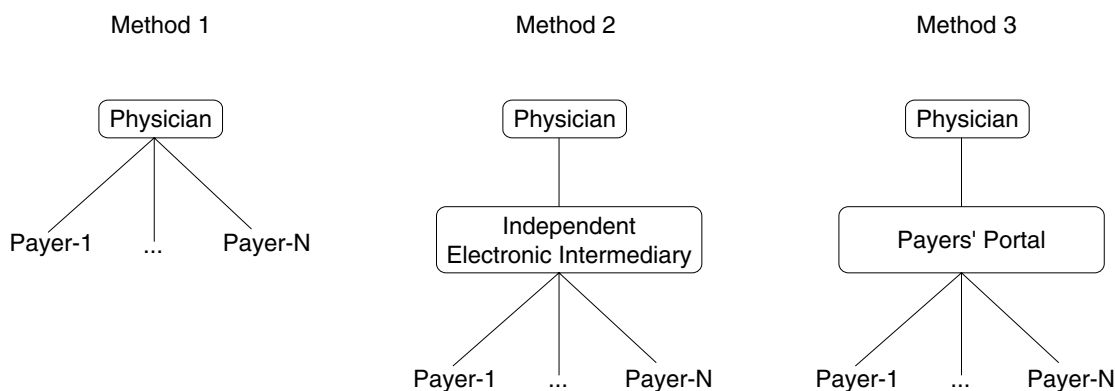 Method 1
Method 2
Method 3
Physician
Physician
Physician
Payer-1 ... Payer-N
Independent
Electronic Intermediary
Payers' Portal
Payer-1 ... Payer-N
Payer-1 ... Payer-N